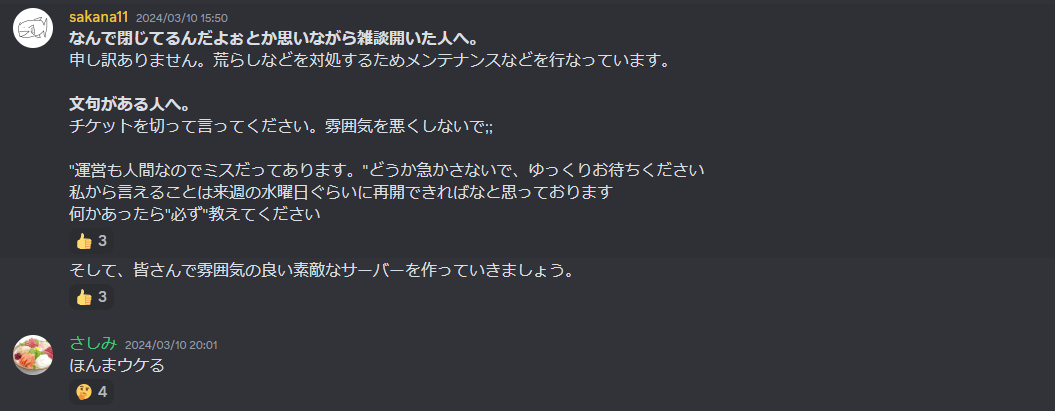 sakana11 2024/03/10 15:50
なんで閉じてるんだよぉとか思いながら雑談開いた人へ。
申し訳ありません。荒らしなどを対処するためメンテナンスなどを行なっています。
文句がある人へ。
チケットを切って言ってください。雰囲気を悪くしないで;;
"運営も人間なのでミスだってあります。"どうか急かさないで、ゆっくりお待ちください
私から言えることは来週の水曜日ぐらいに再開できればなと思っております
何かあったら"必ず"教えてください
👍 3
そして、皆さんで雰囲気の良い素敵なサーバーを作っていきましょう。
👍 3
さしみ 2024/03/10 20:01
ほんまウケる
🤔 4